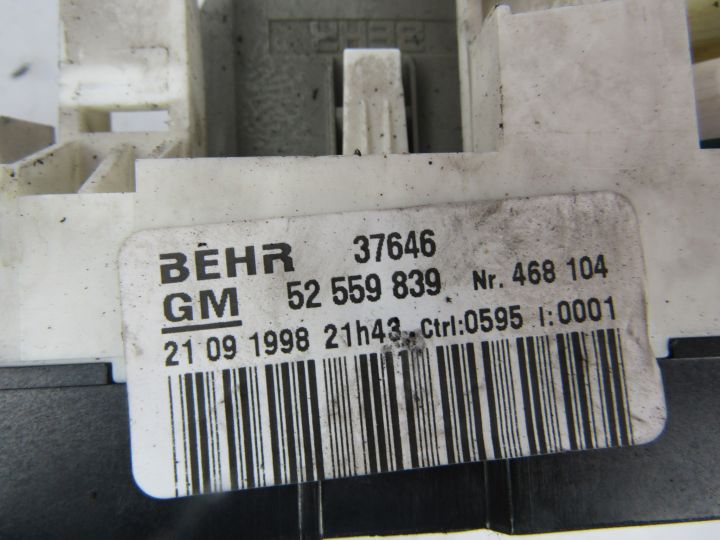 BEHR 37646
GM 52 559 839 Nr. 468 104
21 09 1998 21h43 Ctrl:0595 I:0001